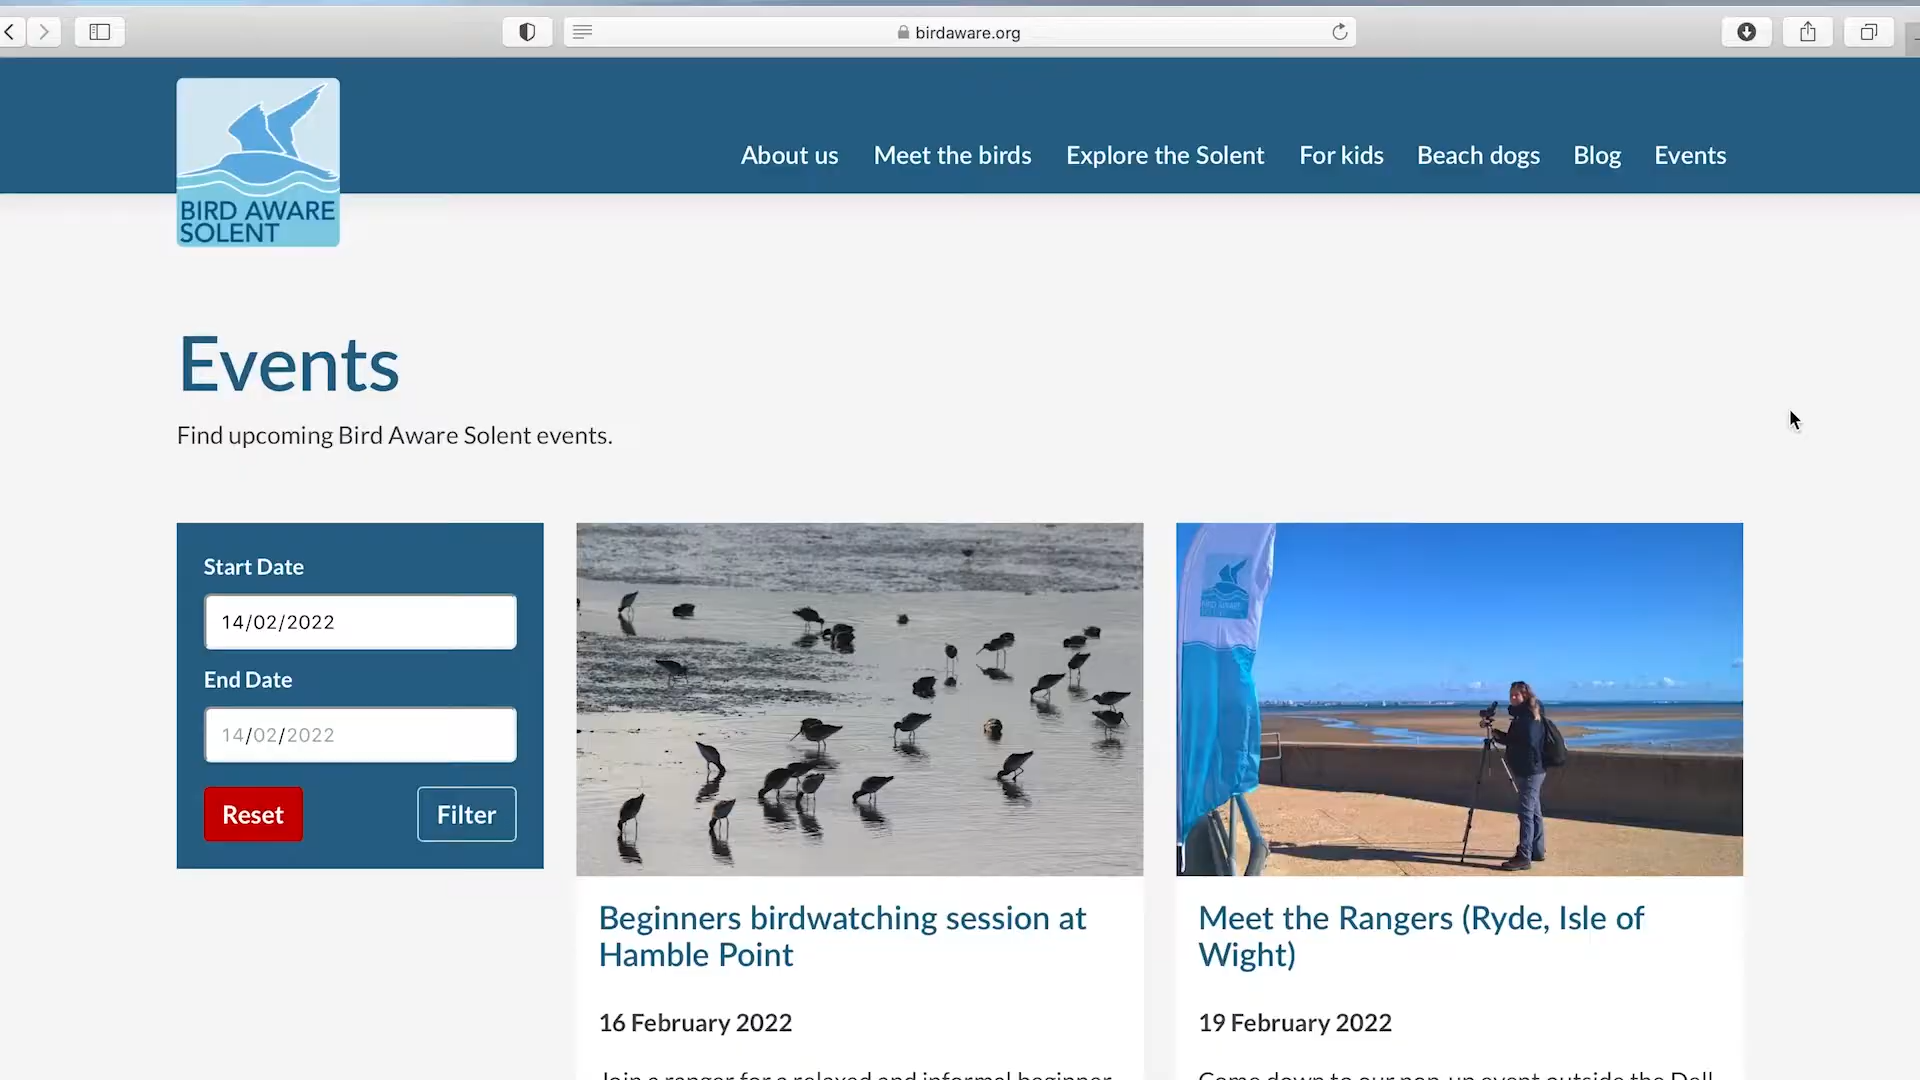 birdaware.org
BIRD AWARE
SOLENT
About us Meet the birds Explore the Solent For kids Beach dogs Blog Events
Events
Find upcoming Bird Aware Solent events.
Start Date
14/02/2022
End Date
14/02/2022
Reset Filter
BIRD AWARE
Beginners birdwatching session at
Hamble Point
16 February 2022
Join a ranger for a relaxed and informal beginner
Meet the Rangers (Ryde, Isle of
Wight)
19 February 2022
Come down to our pop-up event outside the Dell